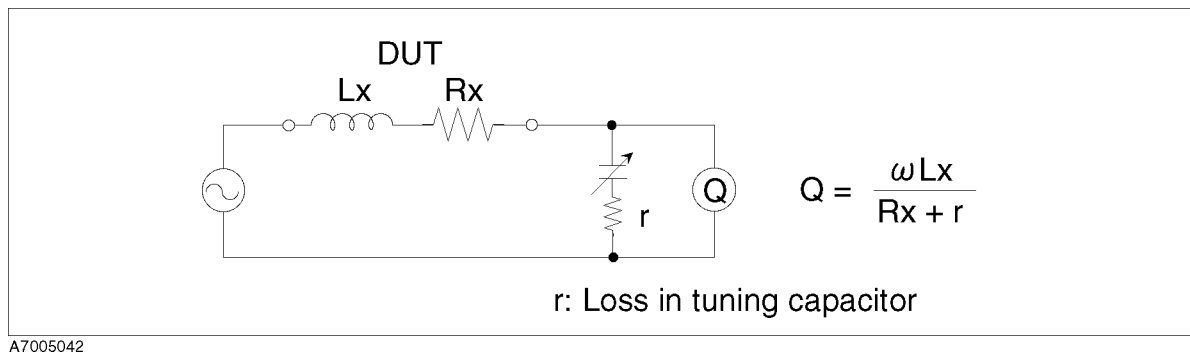 DUT
Lx Rx
Q
r
Q = ωLx
Rx + r
r: Loss in tuning capacitor
A7005042